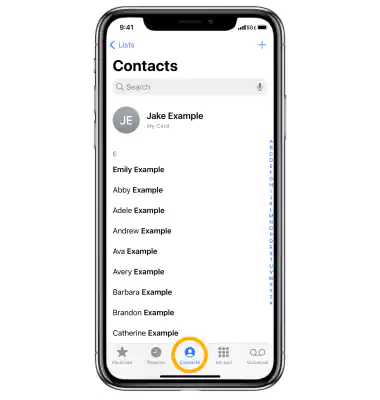 9:41
5G
Lists
+
Contacts
Search
JE
Jake Example
My Card
E
Emily Example
Abby Example
Adele Example
Andrew Example
Ava Example
Avery Example
Barbara Example
Brandon Example
Catherine Example
A
B
C
D
E
F
G
H
I
J
K
L
M
N
O
P
Q
R
S
T
U
V
W
X
Y
Z
#
Favorites
Recents
Contacts
Keypad
Voicemail